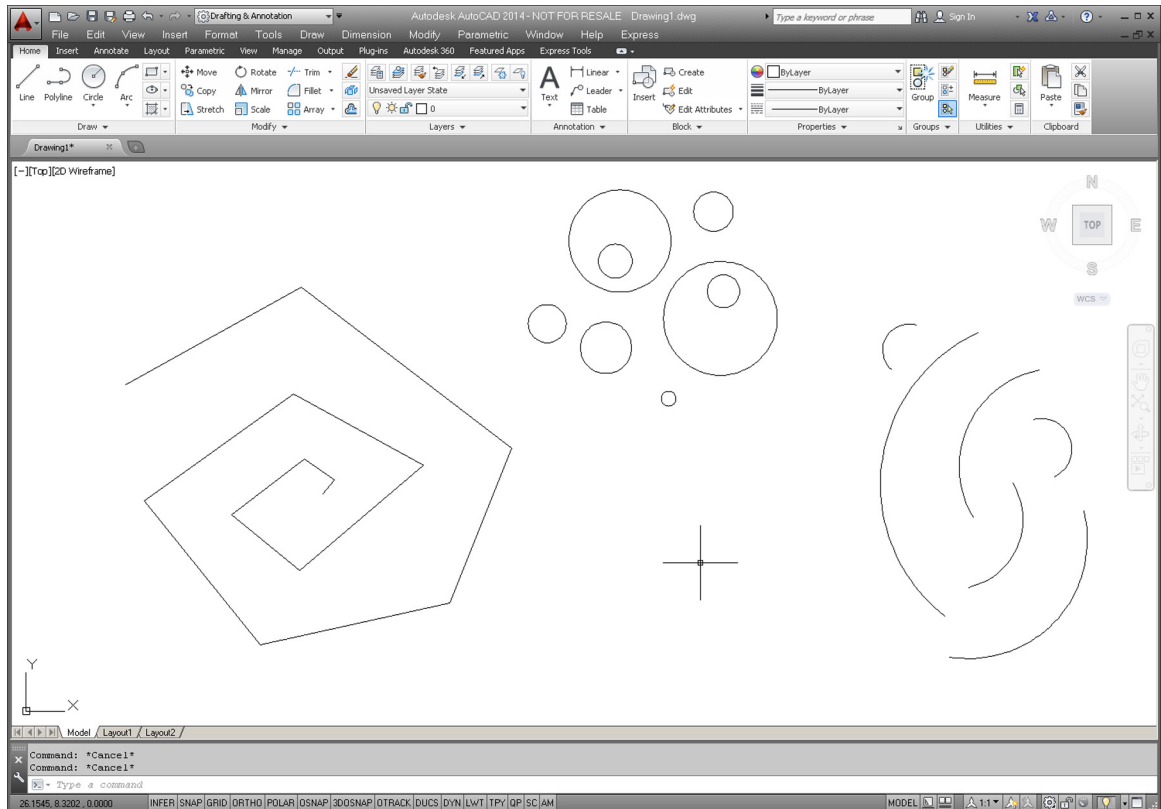 Drafting & Annotation
Autodesk AutoCAD 2014 - NOT FOR RESALE Drawing1.dwg
Type a keyword or phrase
Sign In
File Edit View Insert Format Tools Draw Dimension Modify Parametric Window Help Express
Home Insert Annotate Layout Parametric View Manage Output Plug-ins Autodesk 360 Featured Apps Express Tools
Move Rotate Trim Linear Create ByLayer
Line Polyline Circle Arc Copy Mirror Fillet Unsaved Layer State Text Leader Insert Edit ByLayer Group Measure Paste
Stretch Scale Array 0 Table Edit Attributes ByLayer
Draw Modify Layers Annotation Block Properties Groups Utilities Clipboard
Drawing1*
[-][Top][2D Wireframe]
N
W TOP E
S
WCS
Y
X
Model Layout1 Layout2
Command: *Cancel*
Command: *Cancel*
Type a command
26.1545, 8.3202, 0.0000 INFER SNAP GRID ORTHO POLAR OSNAP 3DOSNAP OTRACK DUCS DYN LWT TPY QP SC AM MODEL 1:1